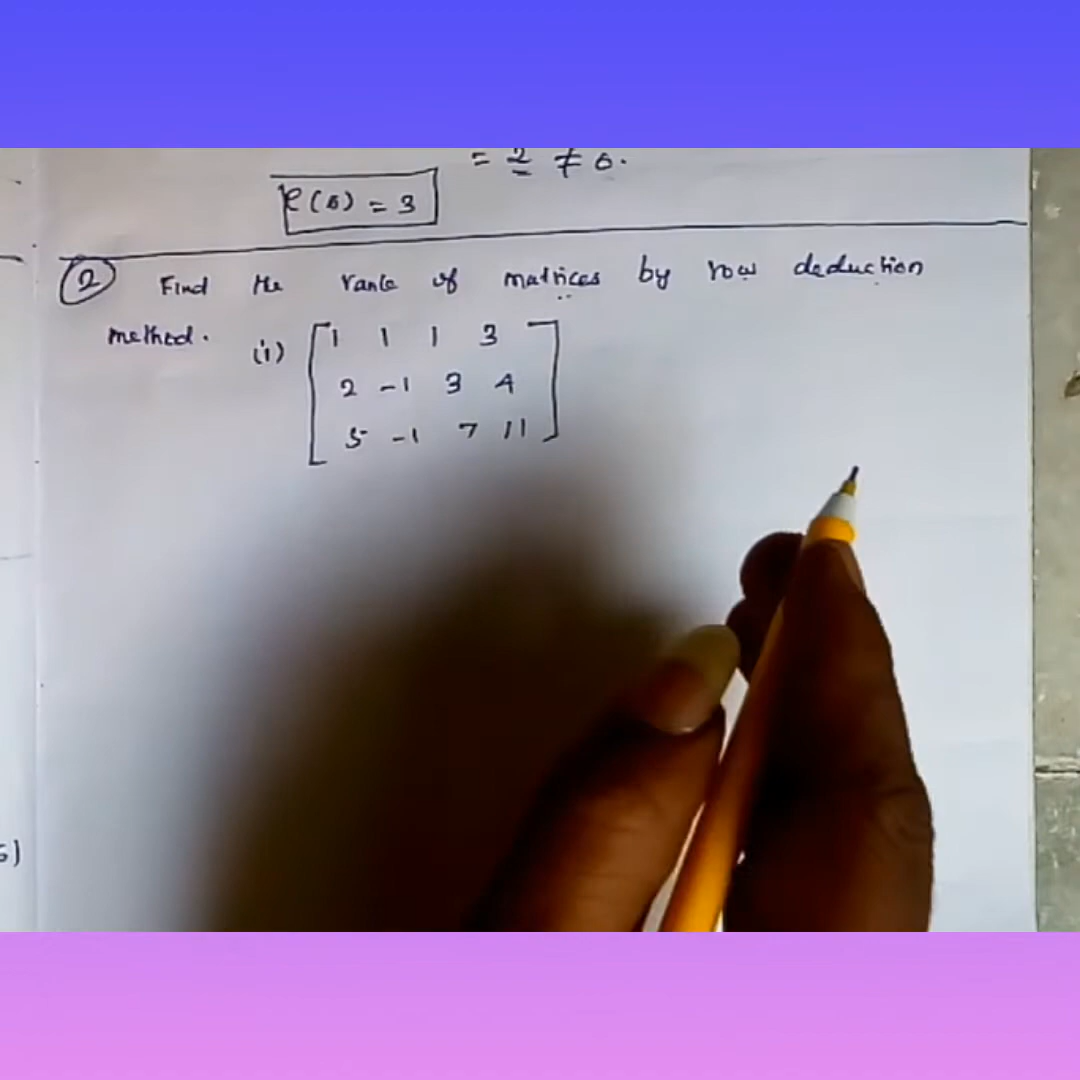 = 2 ≠ 0.
ρ(A) = 3
② Find the rank of matrices by row deduction
method. (i) [ 1 1 1 3
2 -1 3 4
5 -1 7 11 ]